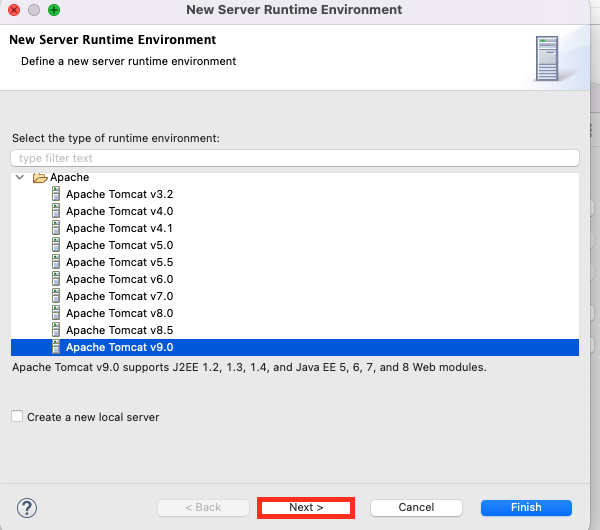 New Server Runtime Environment
New Server Runtime Environment
Define a new server runtime environment
Select the type of runtime environment:
type filter text
Apache
Apache Tomcat v3.2
Apache Tomcat v4.0
Apache Tomcat v4.1
Apache Tomcat v5.0
Apache Tomcat v5.5
Apache Tomcat v6.0
Apache Tomcat v7.0
Apache Tomcat v8.0
Apache Tomcat v8.5
Apache Tomcat v9.0
Apache Tomcat v9.0 supports J2EE 1.2, 1.3, 1.4, and Java EE 5, 6, 7, and 8 Web modules.
Create a new local server
? < Back Next > Cancel Finish